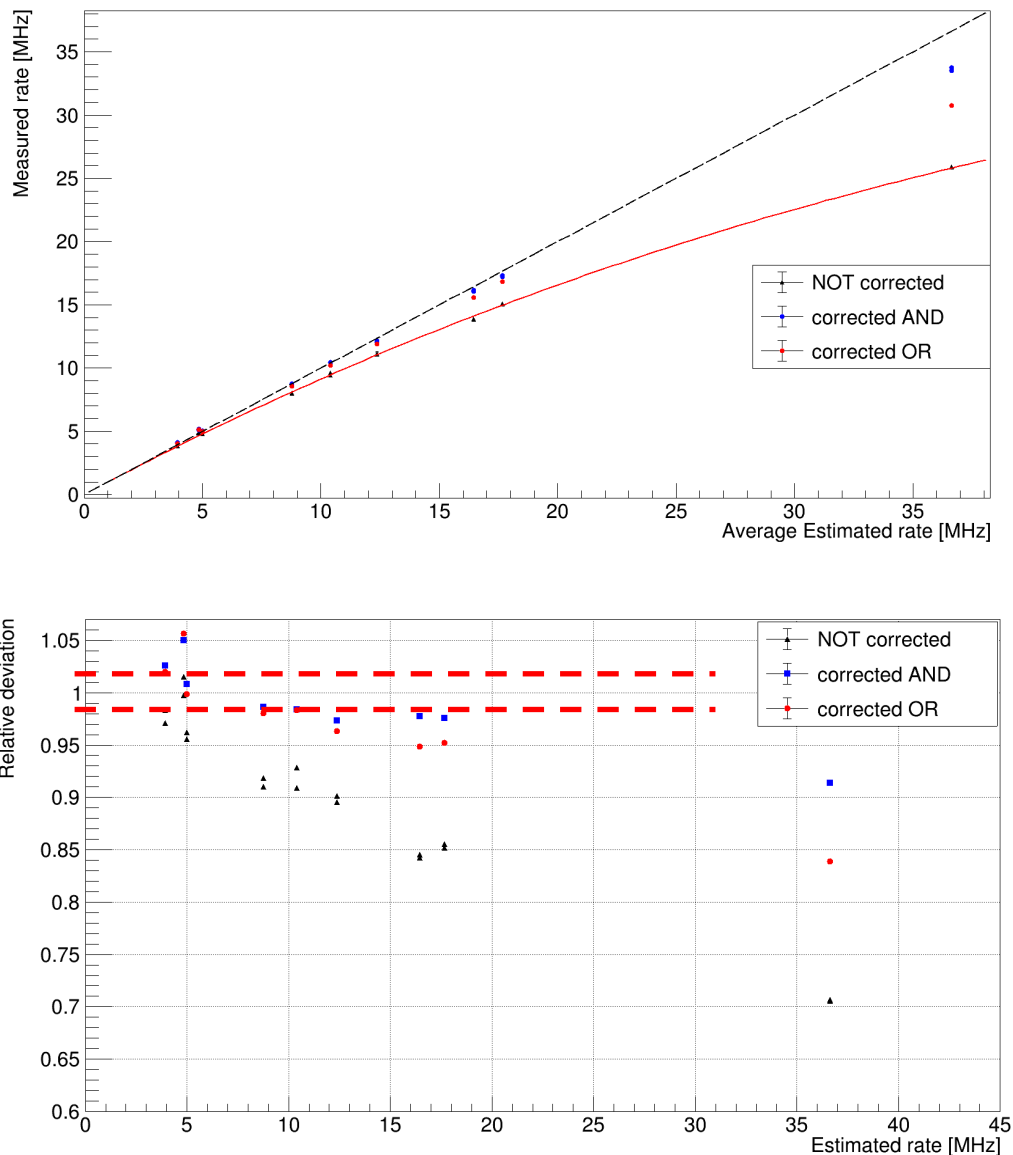 Measured rate [MHz]
35
30
25
20
15
10
5
0
NOT corrected
corrected AND
corrected OR
0 5 10 15 20 25 30 35
Average Estimated rate [MHz]
Relative deviation
1.05
1
0.95
0.9
0.85
0.8
0.75
0.7
0.65
0.6
NOT corrected
corrected AND
corrected OR
0 5 10 15 20 25 30 35 40 45
Estimated rate [MHz]